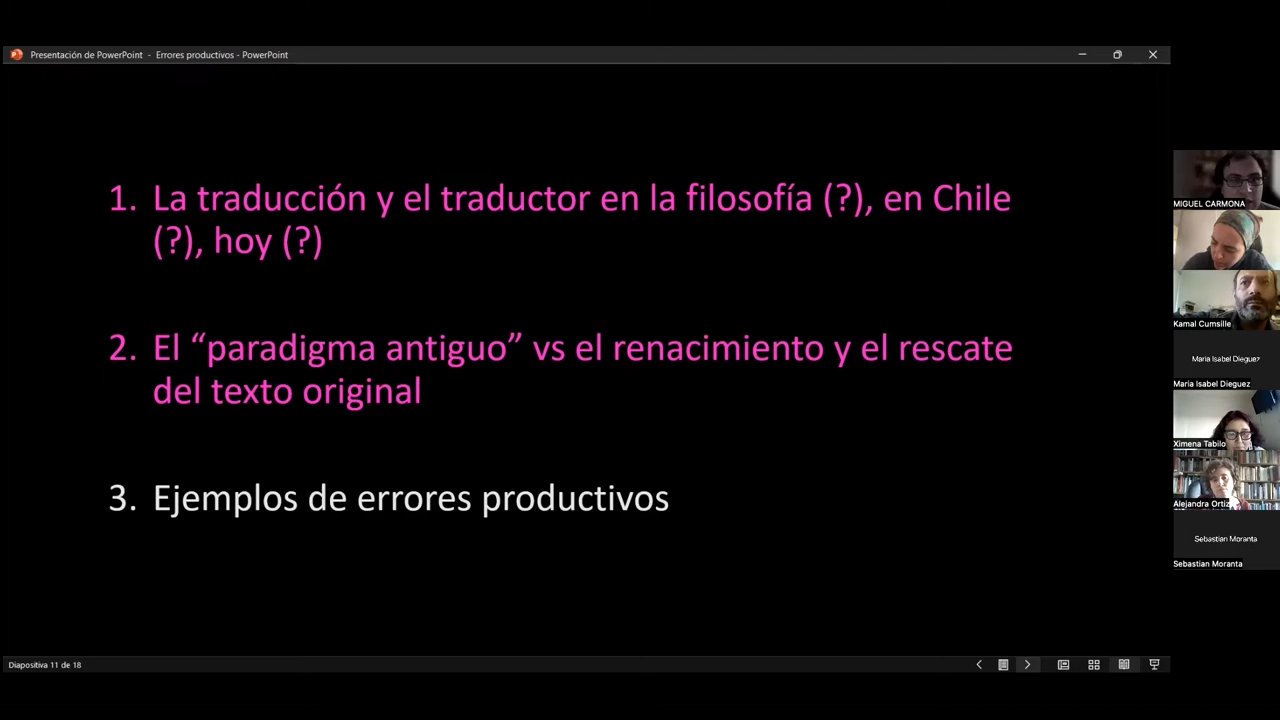 Presentación de PowerPoint - Errores productivos - PowerPoint
1. La traducción y el traductor en la filosofía (?), en Chile
(?), hoy (?)
2. El “paradigma antiguo” vs el renacimiento y el rescate
del texto original
3. Ejemplos de errores productivos
Diapositiva 11 de 18
MIGUEL CARMONA
Kamal Cumsille
Maria Isabel Dieguez
Maria Isabel Dieguez
Ximena Tabilo
Alejandra Ortiz
Sebastian Moranta
Sebastian Moranta